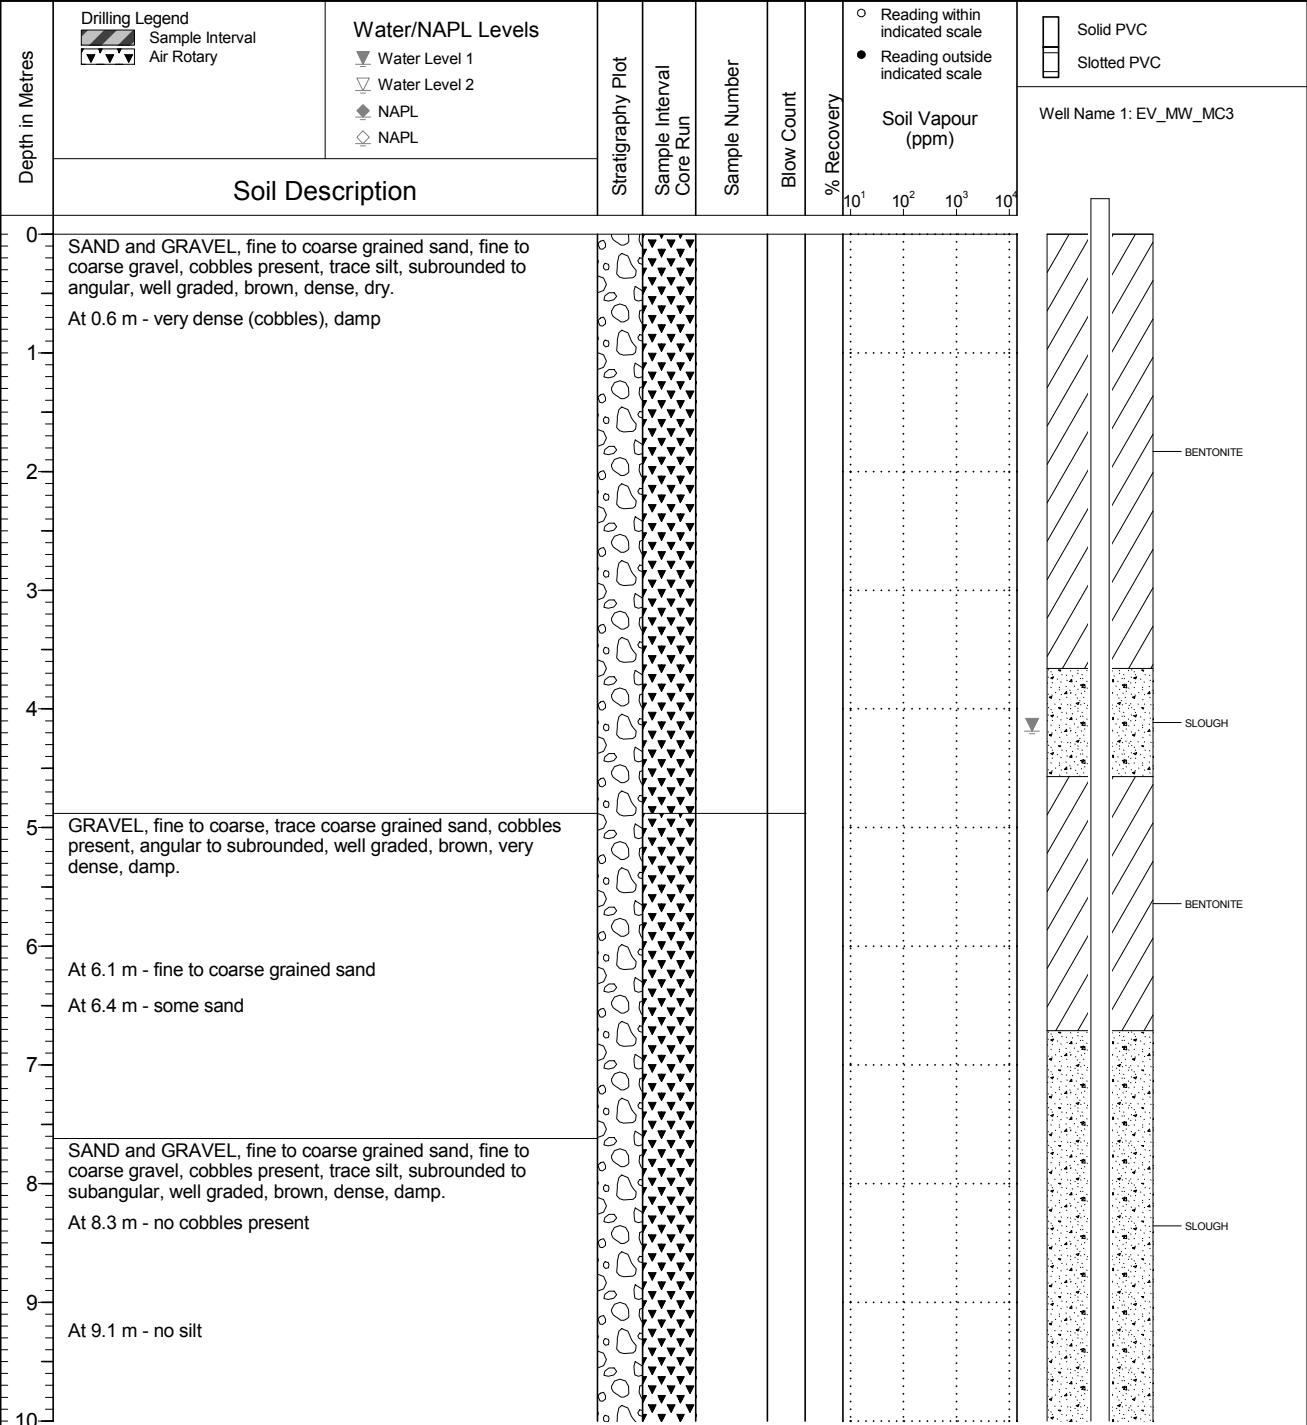 Drilling Legend
Sample Interval
Air Rotary
Water/NAPL Levels
Water Level 1
Water Level 2
NAPL
NAPL
Reading within
indicated scale
Reading outside
indicated scale
Solid PVC
Slotted PVC
Depth in Metres
Soil Description
Stratigraphy Plot
Sample Interval
Core Run
Sample Number
Blow Count
% Recovery
Soil Vapour
(ppm)
10¹ 10² 10³ 10⁴
Well Name 1: EV_MW_MC3
0
SAND and GRAVEL, fine to coarse grained sand, fine to
coarse gravel, cobbles present, trace silt, subrounded to
angular, well graded, brown, dense, dry.
At 0.6 m - very dense (cobbles), damp
1
2
BENTONITE
3
4
SLOUGH
5
GRAVEL, fine to coarse, trace coarse grained sand, cobbles
present, angular to subrounded, well graded, brown, very
dense, damp.
BENTONITE
6
At 6.1 m - fine to coarse grained sand
At 6.4 m - some sand
7
SAND and GRAVEL, fine to coarse grained sand, fine to
coarse gravel, cobbles present, trace silt, subrounded to
subangular, well graded, brown, dense, damp.
8
At 8.3 m - no cobbles present
SLOUGH
9
At 9.1 m - no silt
10